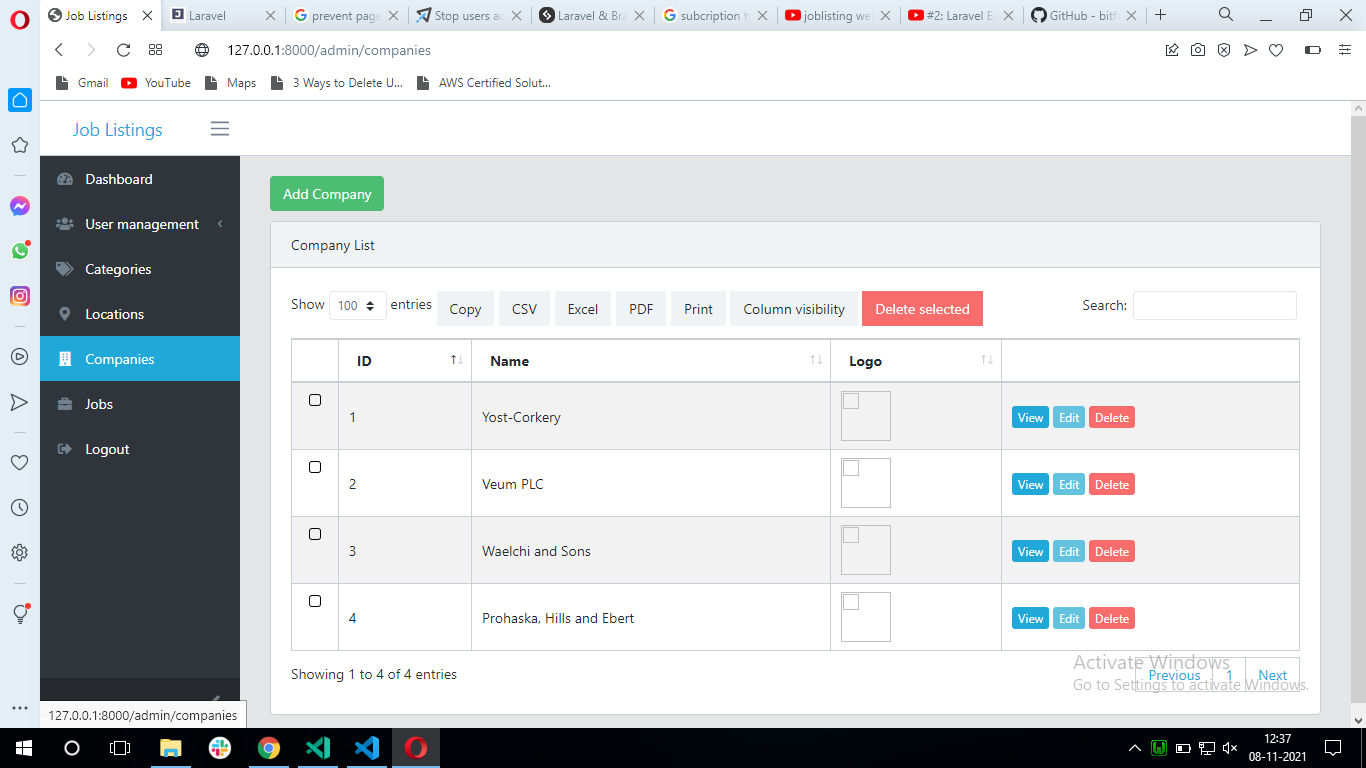 Job Listings
Laravel
prevent page
Stop users ac
Laravel & Bra
subcription t
joblisting we
#2: Laravel E
GitHub - bitf
127.0.0.1:8000/admin/companies
Gmail
YouTube
Maps
3 Ways to Delete U...
AWS Certified Solut...
Job Listings
Dashboard
User management
Categories
Locations
Companies
Jobs
Logout
Add Company
Company List
Show 100 entries
Copy
CSV
Excel
PDF
Print
Column visibility
Delete selected
Search:
ID
Name
Logo
1
Yost-Corkery
View
Edit
Delete
2
Veum PLC
View
Edit
Delete
3
Waelchi and Sons
View
Edit
Delete
4
Prohaska, Hills and Ebert
View
Edit
Delete
Showing 1 to 4 of 4 entries
Previous
1
Next
Activate Windows
Go to Settings to activate Windows.
127.0.0.1:8000/admin/companies
12:37
08-11-2021